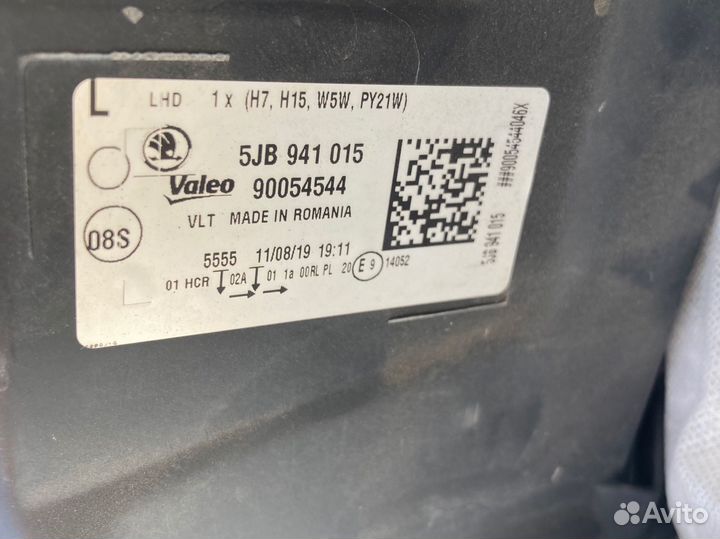 L LHD 1 x (H7, H15, W5W, PY21W)
5JB 941 015
Valeo 90054544
VLT MADE IN ROMANIA
08S
5555 11/08/19 19:11
01 HCR 02A 01 1a 00RL PL 20 E 9 14052
L
###90054544046X
5JB 941 015
Avito